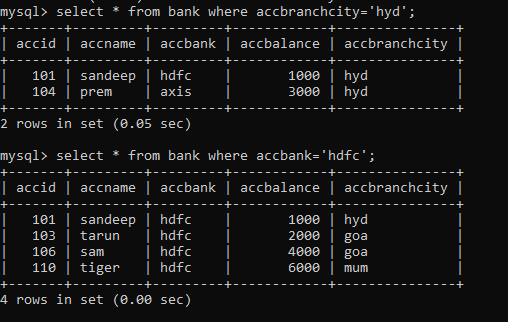 mysql> select * from bank where accbranchcity='hyd';
+-------+---------+---------+------------+---------------+
| accid | accname | accbank | accbalance | accbranchcity |
+-------+---------+---------+------------+---------------+
|   101 | sandeep | hdfc    |       1000 | hyd           |
|   104 | prem    | axis    |       3000 | hyd           |
+-------+---------+---------+------------+---------------+
2 rows in set (0.05 sec)
mysql> select * from bank where accbank='hdfc';
+-------+---------+---------+------------+---------------+
| accid | accname | accbank | accbalance | accbranchcity |
+-------+---------+---------+------------+---------------+
|   101 | sandeep | hdfc    |       1000 | hyd           |
|   103 | tarun   | hdfc    |       2000 | goa           |
|   106 | sam     | hdfc    |       4000 | goa           |
|   110 | tiger   | hdfc    |       6000 | mum           |
+-------+---------+---------+------------+---------------+
4 rows in set (0.00 sec)